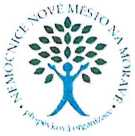 NEMOCNICE NOVÉ MĚSTO NA MORAVĚ
příspěvková organizace